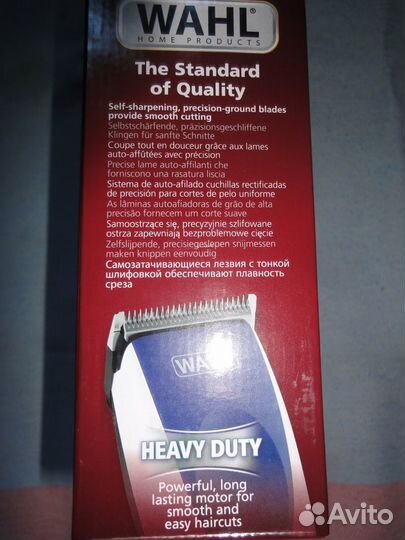 WAHL®
HOME PRODUCTS
The Standard
of Quality
Self-sharpening, precision-ground blades
provide smooth cutting
Selbstschärfende, präzisionsgeschliffene
Klingen für sanfte Schnitte
Coupe tout en douceur grâce aux lames
auto-affûtées avec précision
Precise lame auto-affilanti che
forniscono una rasatura liscia
Sistema de auto-afilado cuchillas rectificadas
de precisión para cortes de pelo uniforme
As lâminas autoafiadoras de grão de alta
precisão fornecem um corte suave
Samoostrzące się, precyzyjnie szlifowane
ostrza zapewniają bezproblemowe cięcie
Zelfslijpende, precisiegeslepen snijmessen
maken knippen eenvoudig
Самозатачивающиеся лезвия с тонкой
шлифовкой обеспечивают плавность
среза
WAHL
HEAVY DUTY
Powerful, long
lasting motor for
smooth and
easy haircuts
Avito